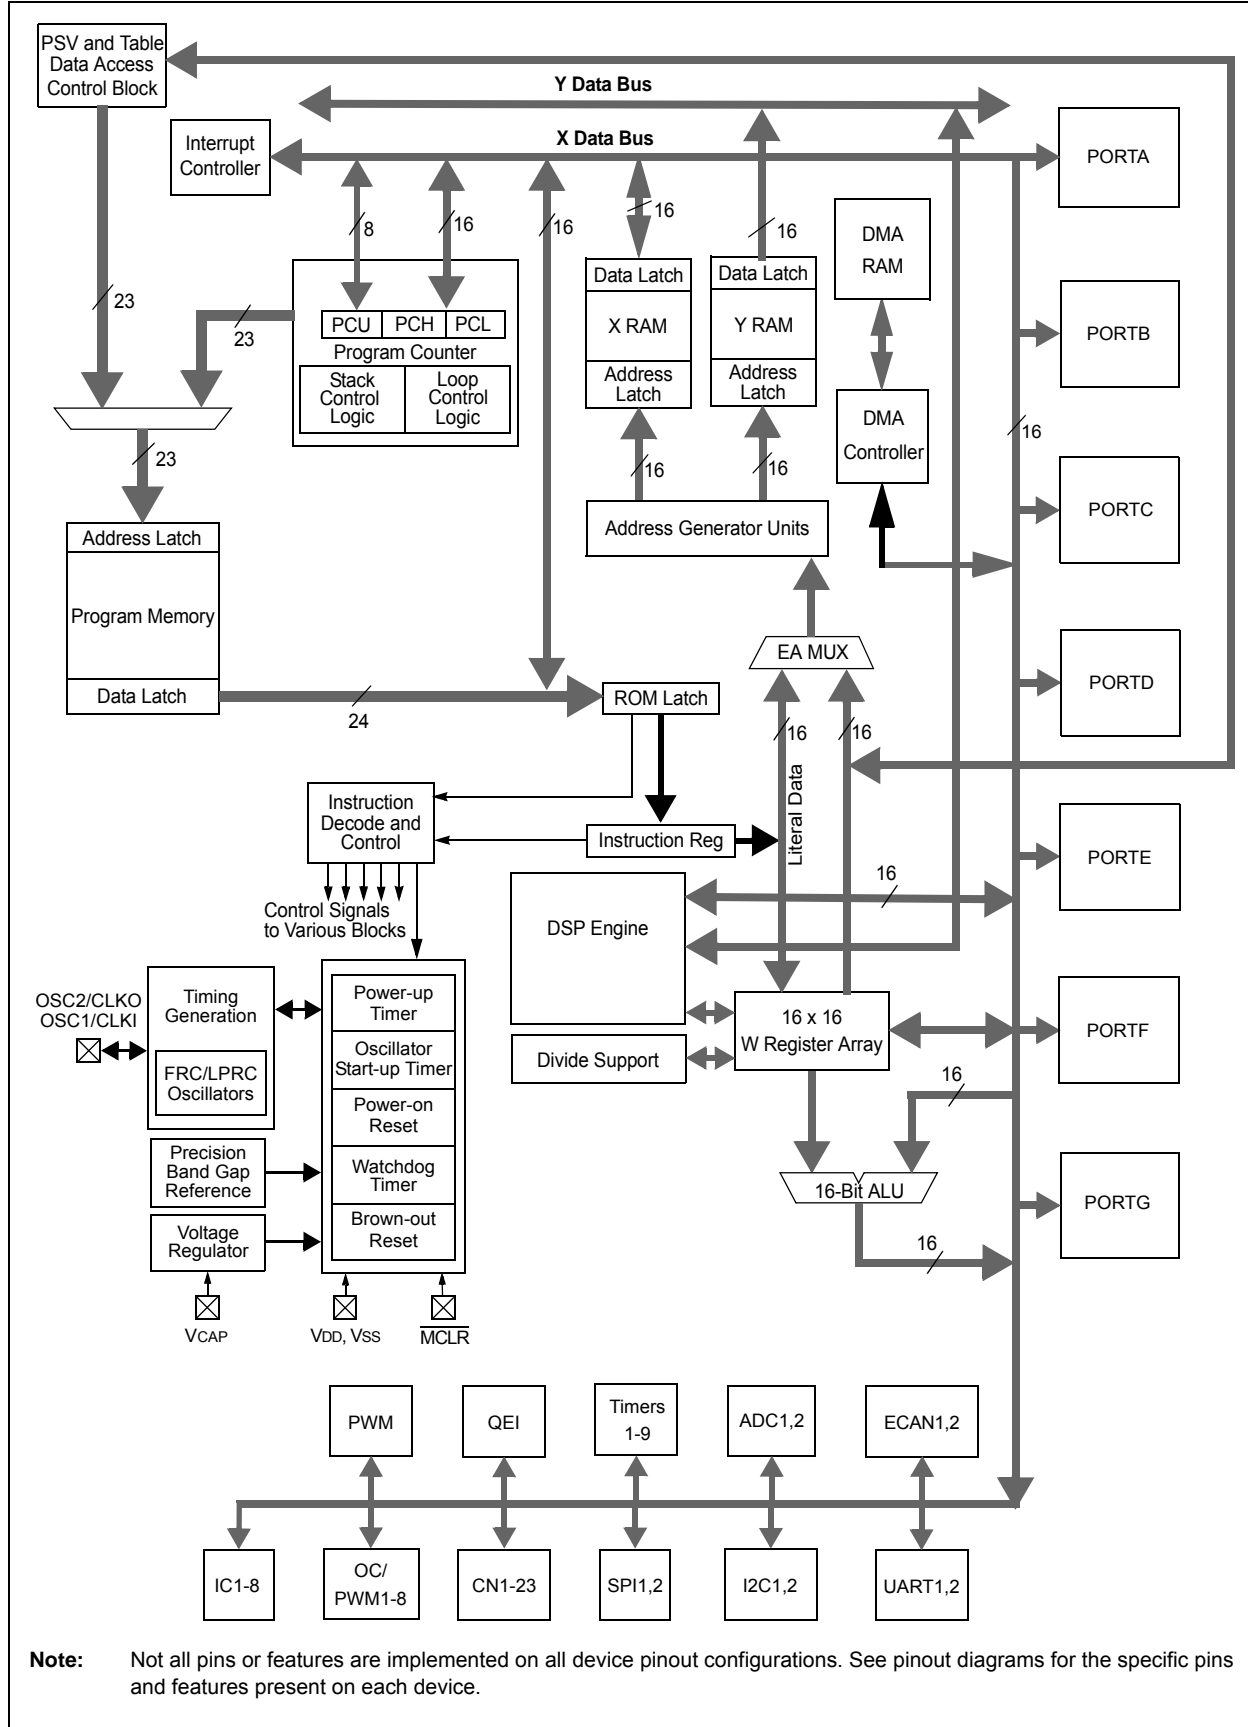 PSV and Table
Data Access
Control Block
Y Data Bus
X Data Bus
Interrupt
Controller
PORTA
8
16
16
16
16
DMA
RAM
23
23
Data Latch
X RAM
Address
Latch
Data Latch
Y RAM
Address
Latch
PCU
PCH
PCL
Program Counter
Stack
Control
Logic
Loop
Control
Logic
PORTB
DMA
Controller
16
23
16
16
PORTC
Address Latch
Program Memory
Data Latch
Address Generator Units
EA MUX
PORTD
24
ROM Latch
16
16
Literal Data
Instruction
Decode and
Control
Instruction Reg
PORTE
Control Signals
to Various Blocks
DSP Engine
16
OSC2/CLKO
OSC1/CLKI
Timing
Generation
FRC/LPRC
Oscillators
Power-up
Timer
Oscillator
Start-up Timer
Power-on
Reset
Watchdog
Timer
Brown-out
Reset
16 x 16
W Register Array
Divide Support
PORTF
16
Precision
Band Gap
Reference
Voltage
Regulator
16-Bit ALU
PORTG
16
VCAP
VDD, VSS
MCLR
PWM
QEI
Timers
1-9
ADC1,2
ECAN1,2
IC1-8
OC/
PWM1-8
CN1-23
SPI1,2
I2C1,2
UART1,2
Note: Not all pins or features are implemented on all device pinout configurations. See pinout diagrams for the specific pins
and features present on each device.